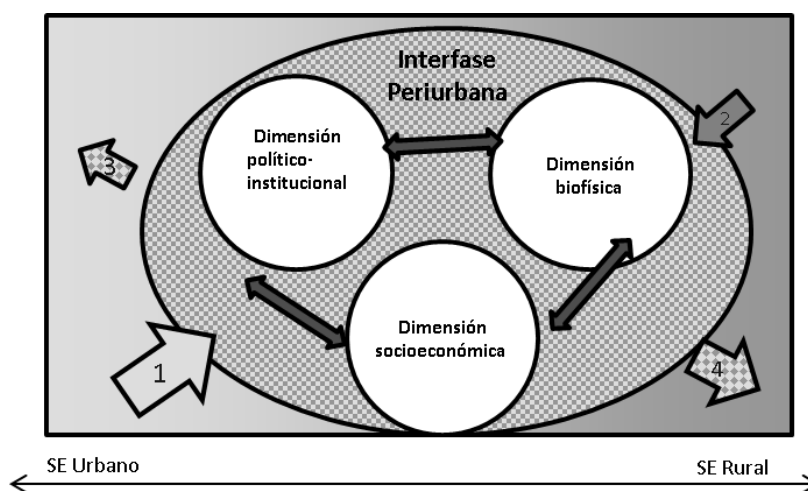 Interfase
Periurbana
Dimensión
político-
institucional
Dimensión
biofísica
Dimensión
socioeconómica
1
2
3
4
SE Urbano
SE Rural